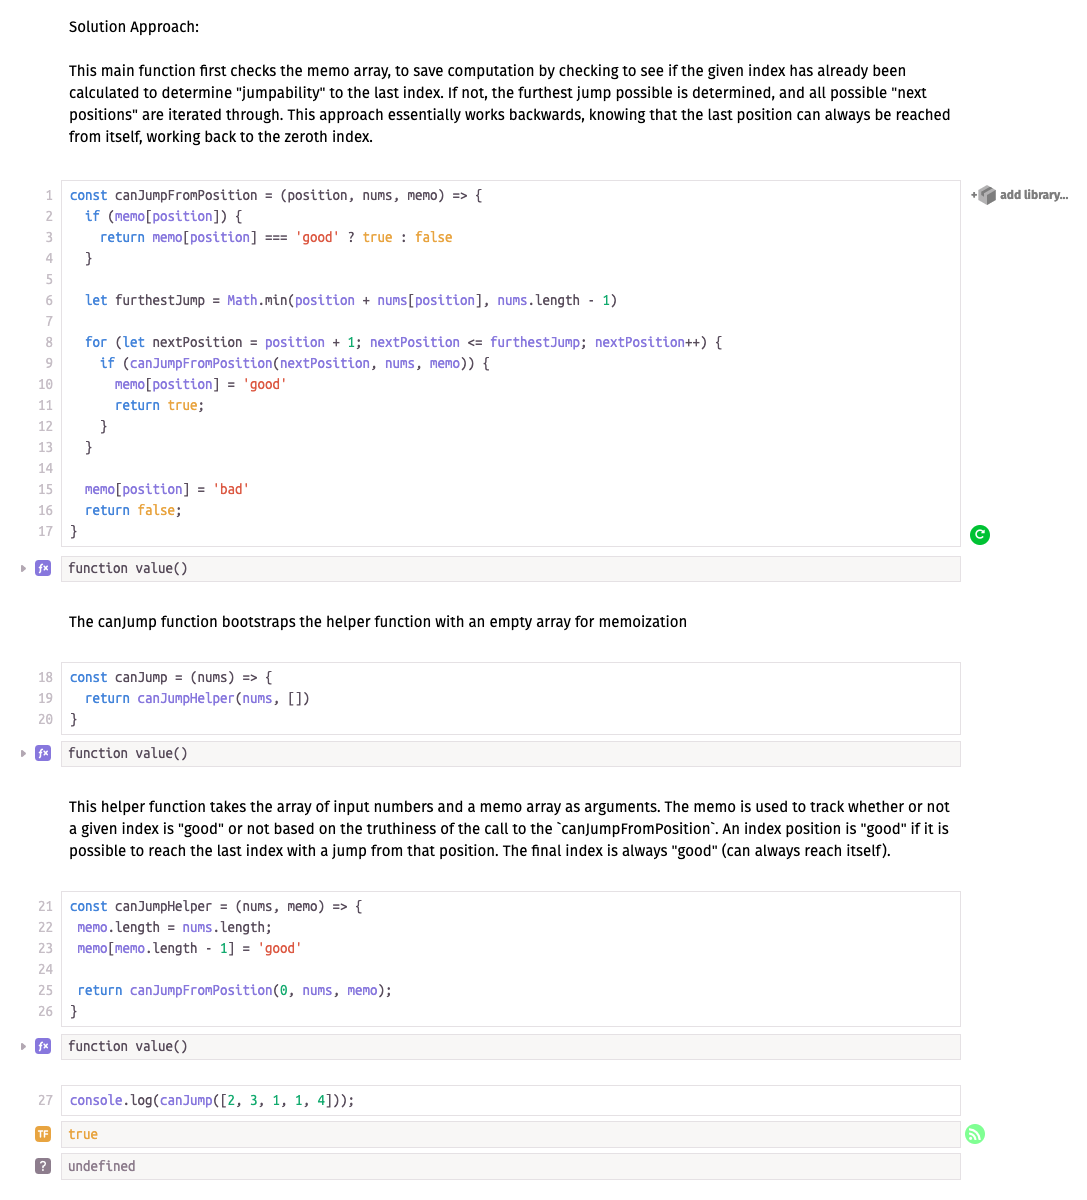 Solution Approach:
This main function first checks the memo array, to save computation by checking to see if the given index has already been
calculated to determine "jumpability" to the last index. If not, the furthest jump possible is determined, and all possible "next
positions" are iterated through. This approach essentially works backwards, knowing that the last position can always be reached
from itself, working back to the zeroth index.
1 const canJumpFromPosition = (position, nums, memo) => {
+ add library...
2   if (memo[position]) {
3     return memo[position] === 'good' ? true : false
4   }
5
6   let furthestJump = Math.min(position + nums[position], nums.length - 1)
7
8   for (let nextPosition = position + 1; nextPosition <= furthestJump; nextPosition++) {
9     if (canJumpFromPosition(nextPosition, nums, memo)) {
10       memo[position] = 'good'
11       return true;
12     }
13   }
14
15   memo[position] = 'bad'
16   return false;
17 }
fx function value()
The canJump function bootstraps the helper function with an empty array for memoization
18 const canJump = (nums) => {
19   return canJumpHelper(nums, [])
20 }
fx function value()
This helper function takes the array of input numbers and a memo array as arguments. The memo is used to track whether or not
a given index is "good" or not based on the truthiness of the call to the `canJumpFromPosition`. An index position is "good" if it is
possible to reach the last index with a jump from that position. The final index is always "good" (can always reach itself).
21 const canJumpHelper = (nums, memo) => {
22  memo.length = nums.length;
23  memo[memo.length - 1] = 'good'
24
25  return canJumpFromPosition(0, nums, memo);
26 }
fx function value()
27 console.log(canJump([2, 3, 1, 1, 4]));
TF true
? undefined